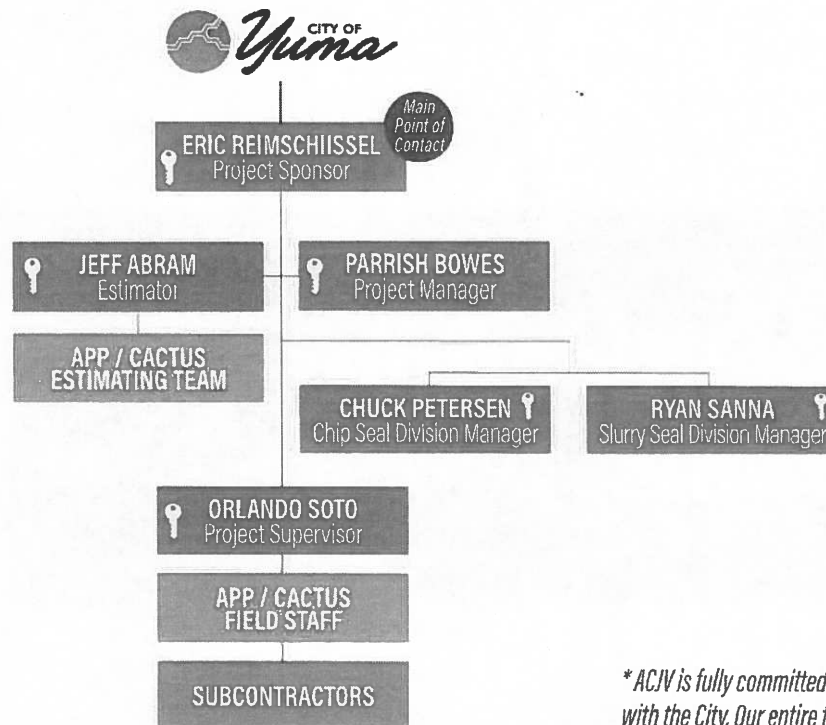 CITY OF
Yuma
Main
Point of
Contact
ERIC REIMSCHIISSEL
Project Sponsor
JEFF ABRAM
Estimator
PARRISH BOWES
Project Manager
APP / CACTUS
ESTIMATING TEAM
CHUCK PETERSEN
Chip Seal Division Manager
RYAN SANNA
Slurry Seal Division Manager
ORLANDO SOTO
Project Supervisor
APP / CACTUS
FIELD STAFF
SUBCONTRACTORS
* ACJV is fully committed
with the City. Our entire